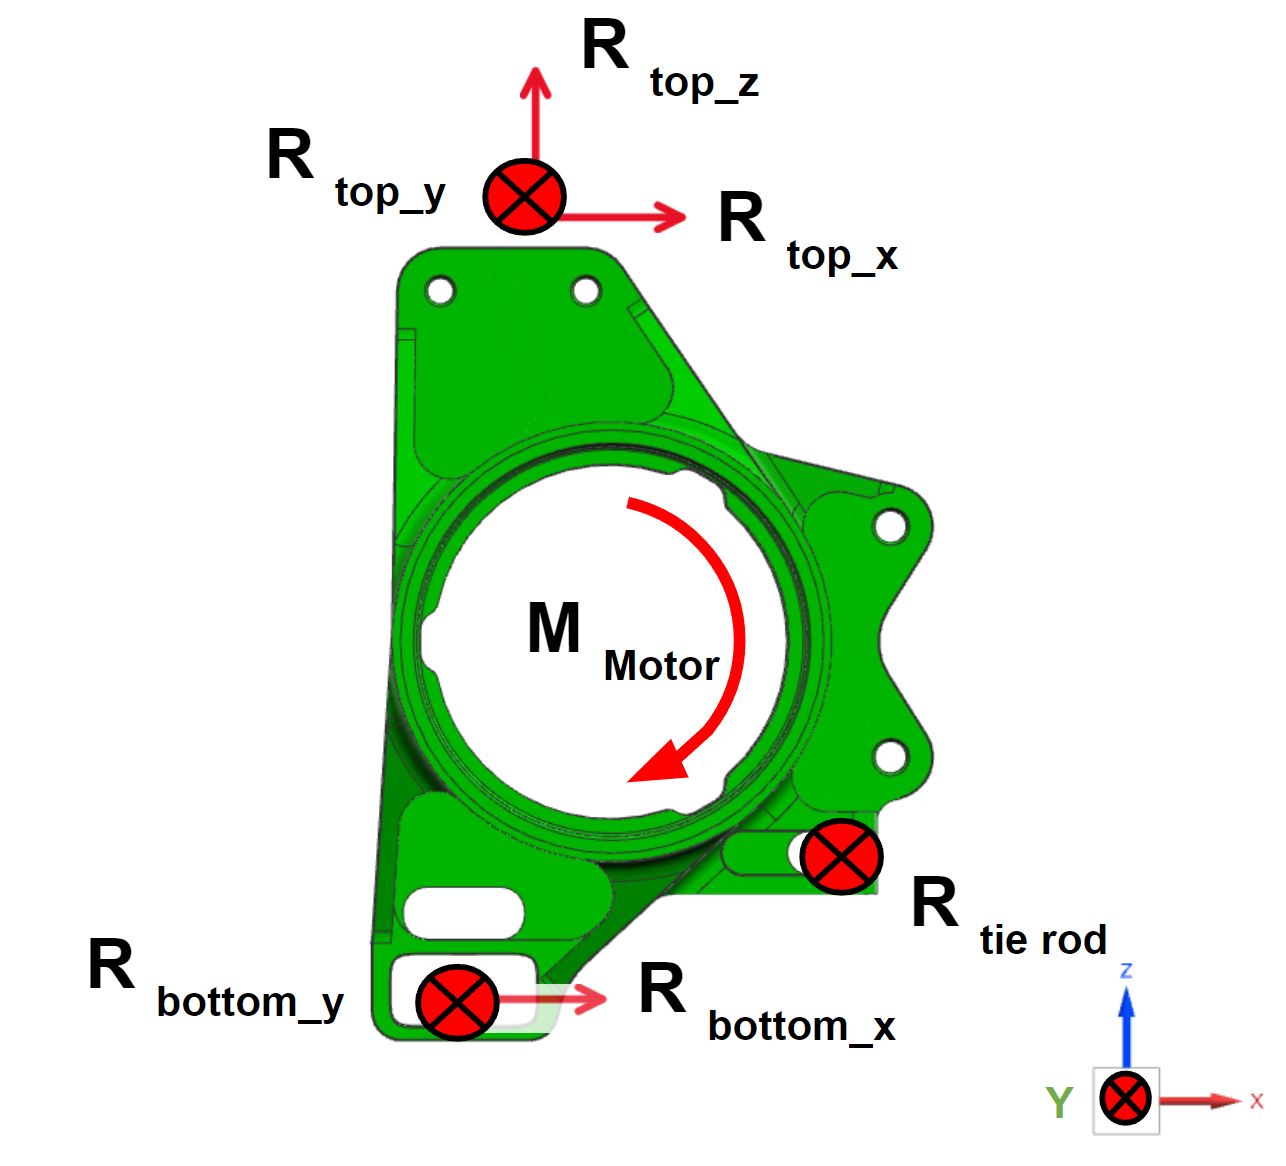 R top_z
R top_y
R top_x
M Motor
R tie rod
R bottom_y
R bottom_x
z
Y
x